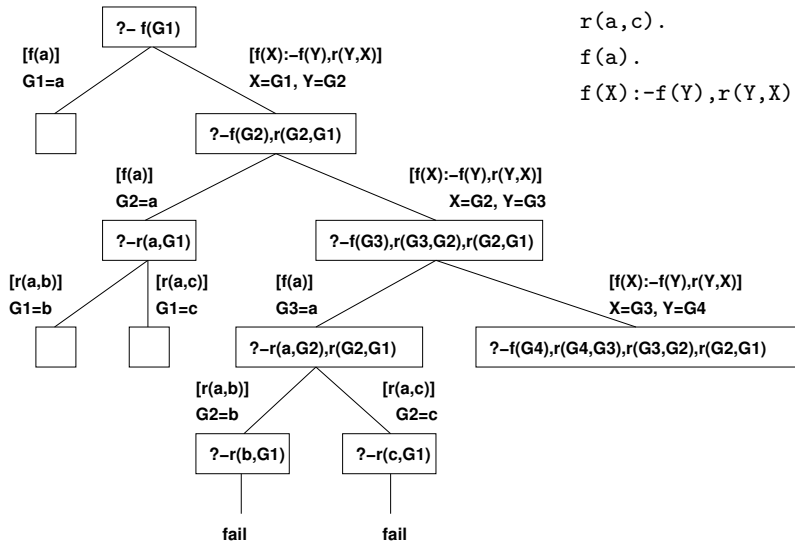 r(a,c).
f(a).
f(X):-f(Y),r(Y,X)
?– f(G1)
[f(a)]
G1=a
[f(X):–f(Y),r(Y,X)]
X=G1, Y=G2
?–f(G2),r(G2,G1)
[f(a)]
G2=a
[f(X):–f(Y),r(Y,X)]
X=G2, Y=G3
?–r(a,G1)
?–f(G3),r(G3,G2),r(G2,G1)
[r(a,b)]
G1=b
[r(a,c)]
G1=c
[f(a)]
G3=a
[f(X):–f(Y),r(Y,X)]
X=G3, Y=G4
?–r(a,G2),r(G2,G1)
?–f(G4),r(G4,G3),r(G3,G2),r(G2,G1)
[r(a,b)]
G2=b
[r(a,c)]
G2=c
?–r(b,G1)
?–r(c,G1)
fail
fail